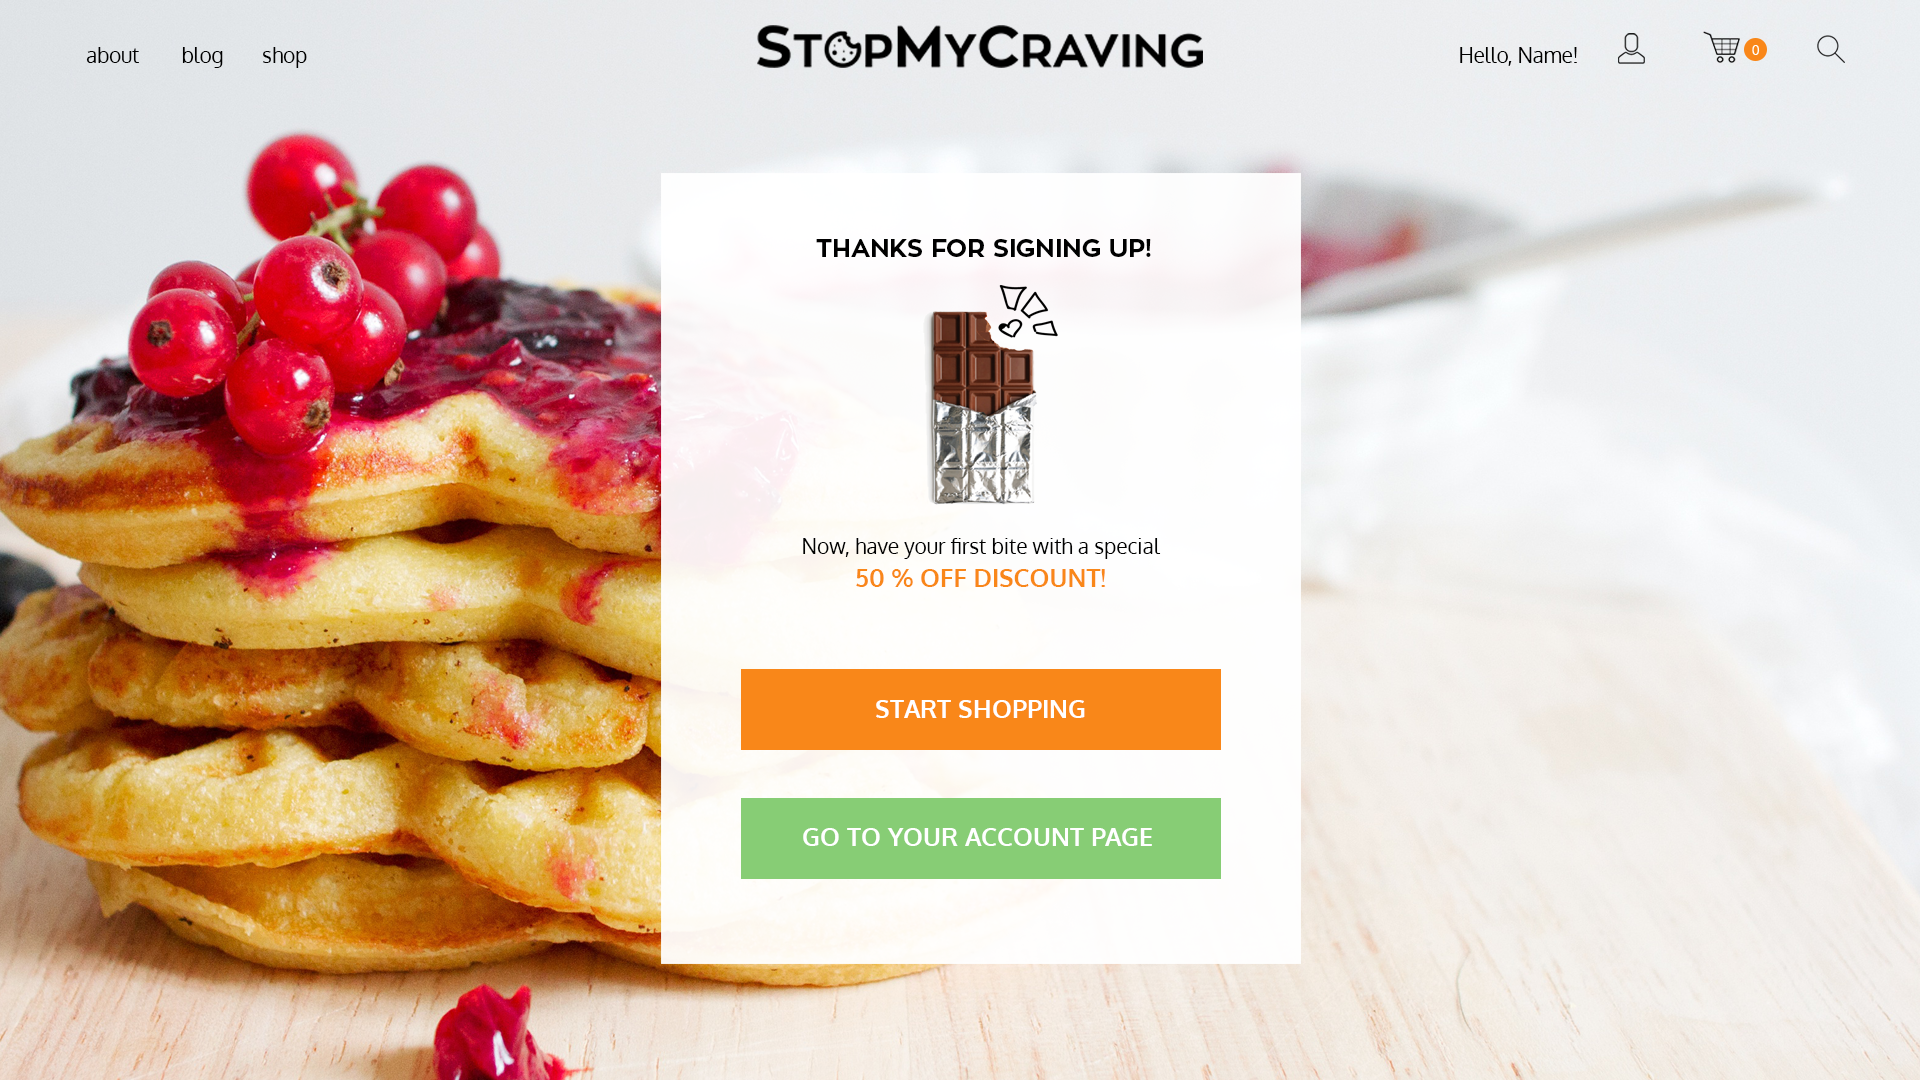 about
blog
shop
StopMyCraving
Hello, Name!
0
THANKS FOR SIGNING UP!
Now, have your first bite with a special
50 % OFF DISCOUNT!
START SHOPPING
GO TO YOUR ACCOUNT PAGE